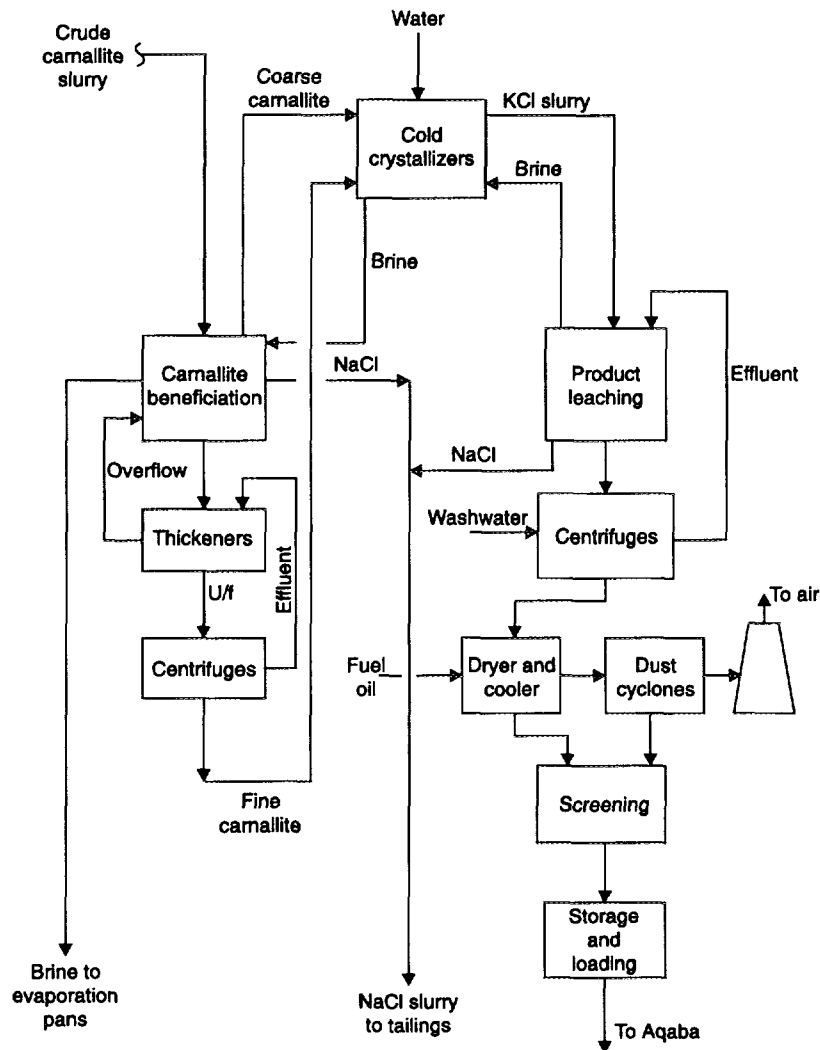 Water
Crude
carnallite
slurry
Coarse
carnallite
KCl slurry
Cold
crystallizers
Brine
Brine
Carnallite
beneficiation
NaCl
Product
leaching
Effluent
Overflow
NaCl
Washwater
Thickeners
Centrifuges
U/f
Effluent
To air
Centrifuges
Fuel
oil
Dryer and
cooler
Dust
cyclones
Fine
carnallite
Screening
Storage
and
loading
Brine to
evaporation
pans
NaCl slurry
to tailings
To Aqaba